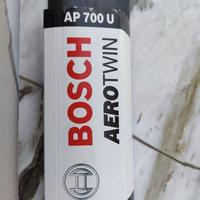 AP 700 U
BOSCH
AEROTWIN